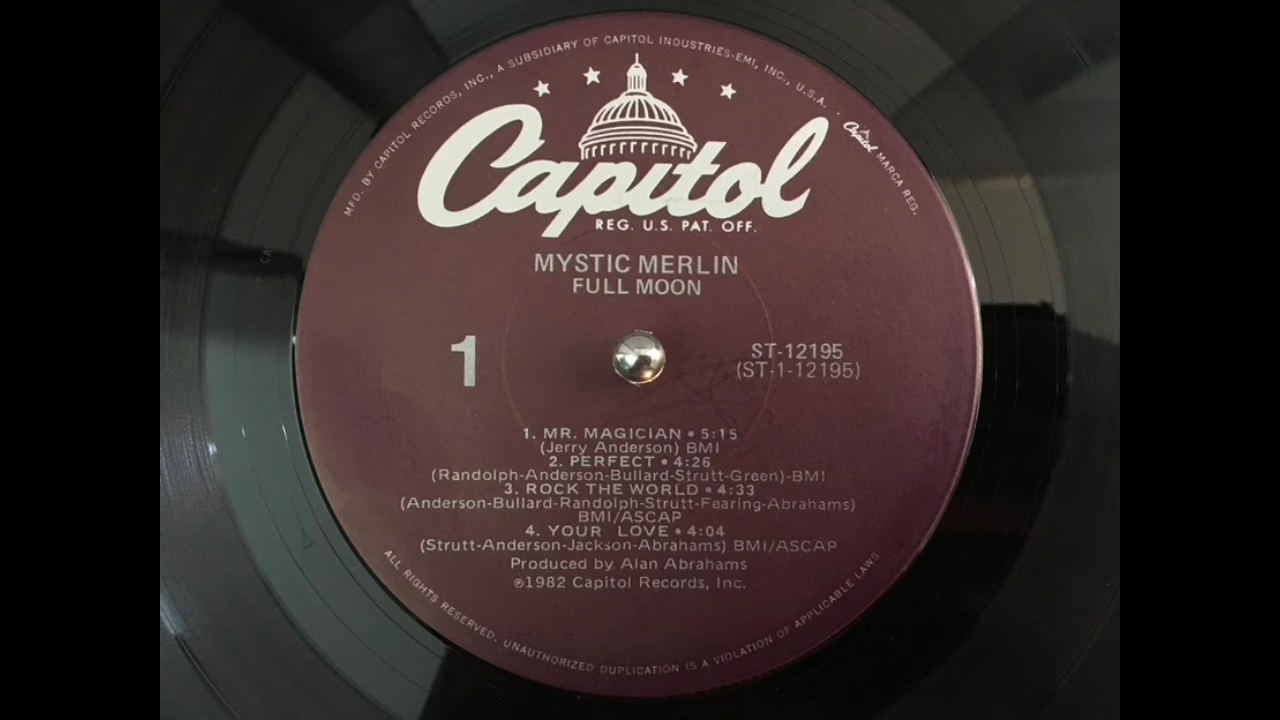 MFD. BY CAPITOL RECORDS, INC., A SUBSIDIARY OF CAPITOL INDUSTRIES-EMI, INC., U.S.A. . Capitol MARCA REG.
Capitol
REG. U.S. PAT. OFF.
MYSTIC MERLIN
FULL MOON
1
ST-12195
(ST-1-12195)
1. MR. MAGICIAN • 5:15
(Jerry Anderson) BMI
2. PERFECT • 4:26
(Randolph-Anderson-Bullard-Strutt-Green)-BMI
3. ROCK THE WORLD • 4:33
(Anderson-Bullard-Randolph-Strutt-Fearing-Abrahams)
BMI/ASCAP
4. YOUR LOVE • 4:04
(Strutt-Anderson-Jackson-Abrahams) BMI/ASCAP
Produced by Alan Abrahams
℗1982 Capitol Records, Inc.
ALL RIGHTS RESERVED. UNAUTHORIZED DUPLICATION IS A VIOLATION OF APPLICABLE LAWS